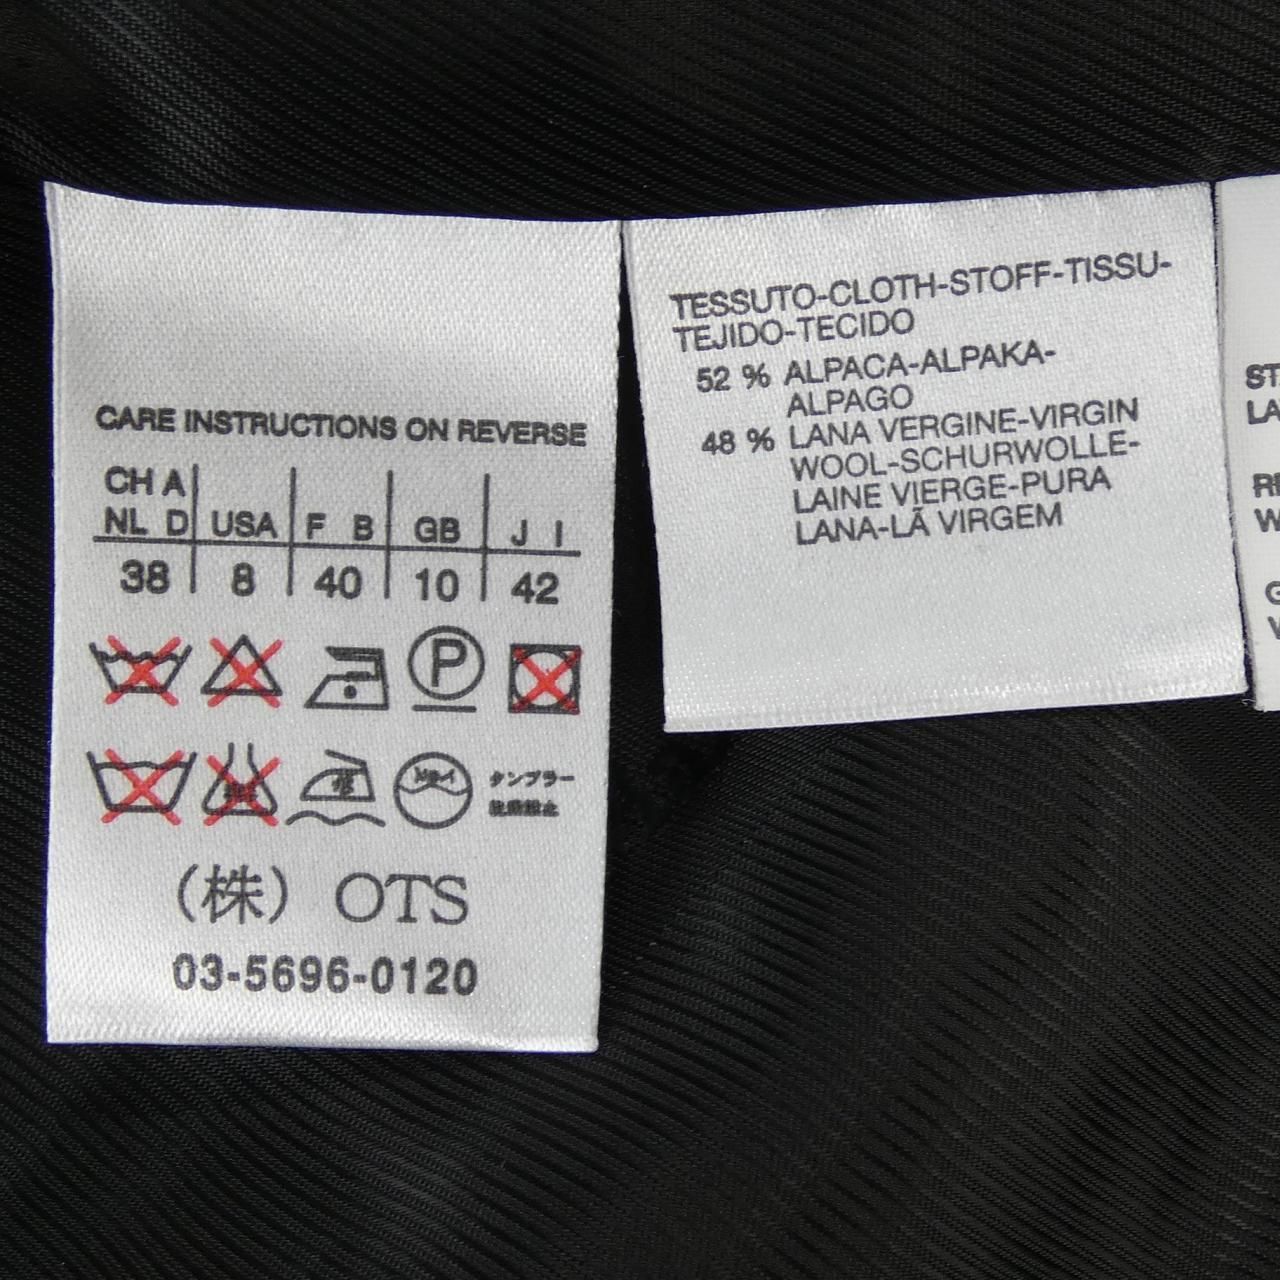 CARE INSTRUCTIONS ON REVERSE
CH A
NL D USA F B GB J I
38 8 40 10 42
P
タンブラー
(株) OTS
03-5696-0120
TESSUTO-CLOTH-STOFF-TISSU-
TEJIDO-TECIDO
52 % ALPACA-ALPAKA-
ALPAGO
48 % LANA VERGINE-VIRGIN
WOOL-SCHURWOLLE-
LAINE VIERGE-PURA
LANA-LÃ VIRGEM
ST
LA